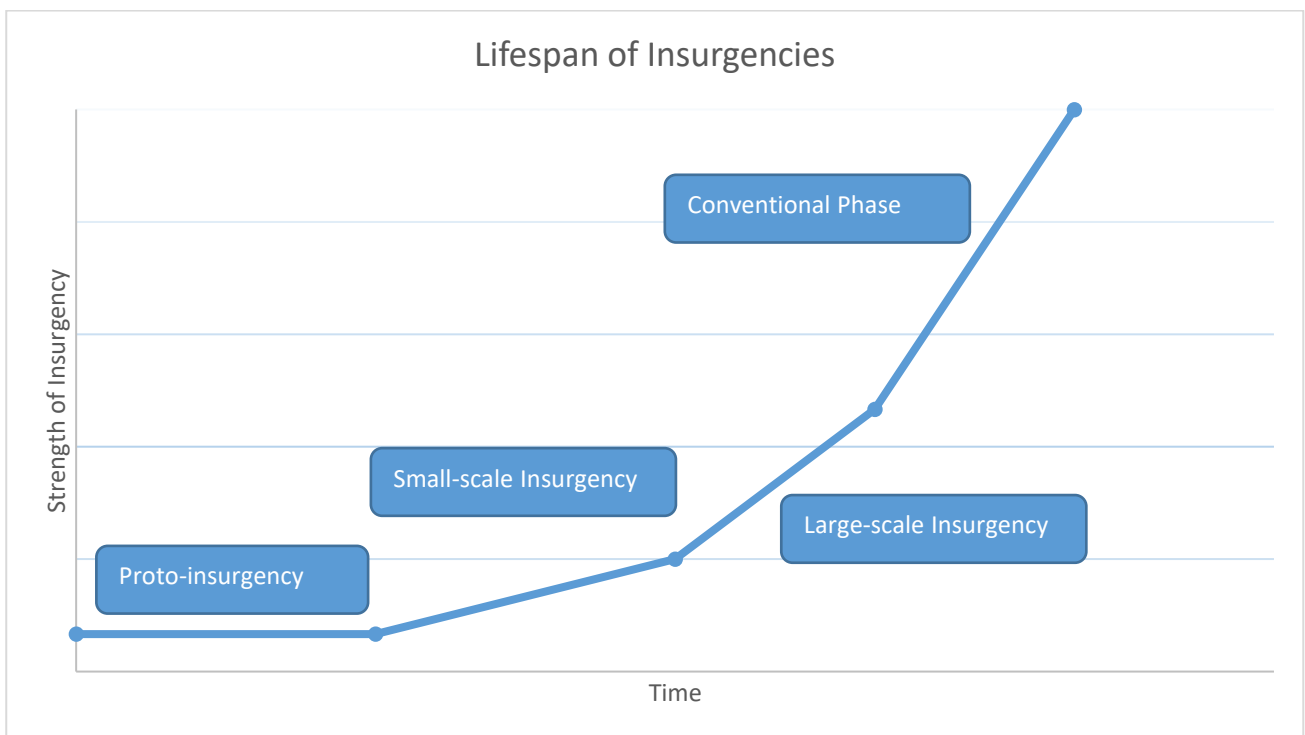 Lifespan of Insurgencies
Conventional Phase
Strength of Insurgency
Small-scale Insurgency
Large-scale Insurgency
Proto-insurgency
Time